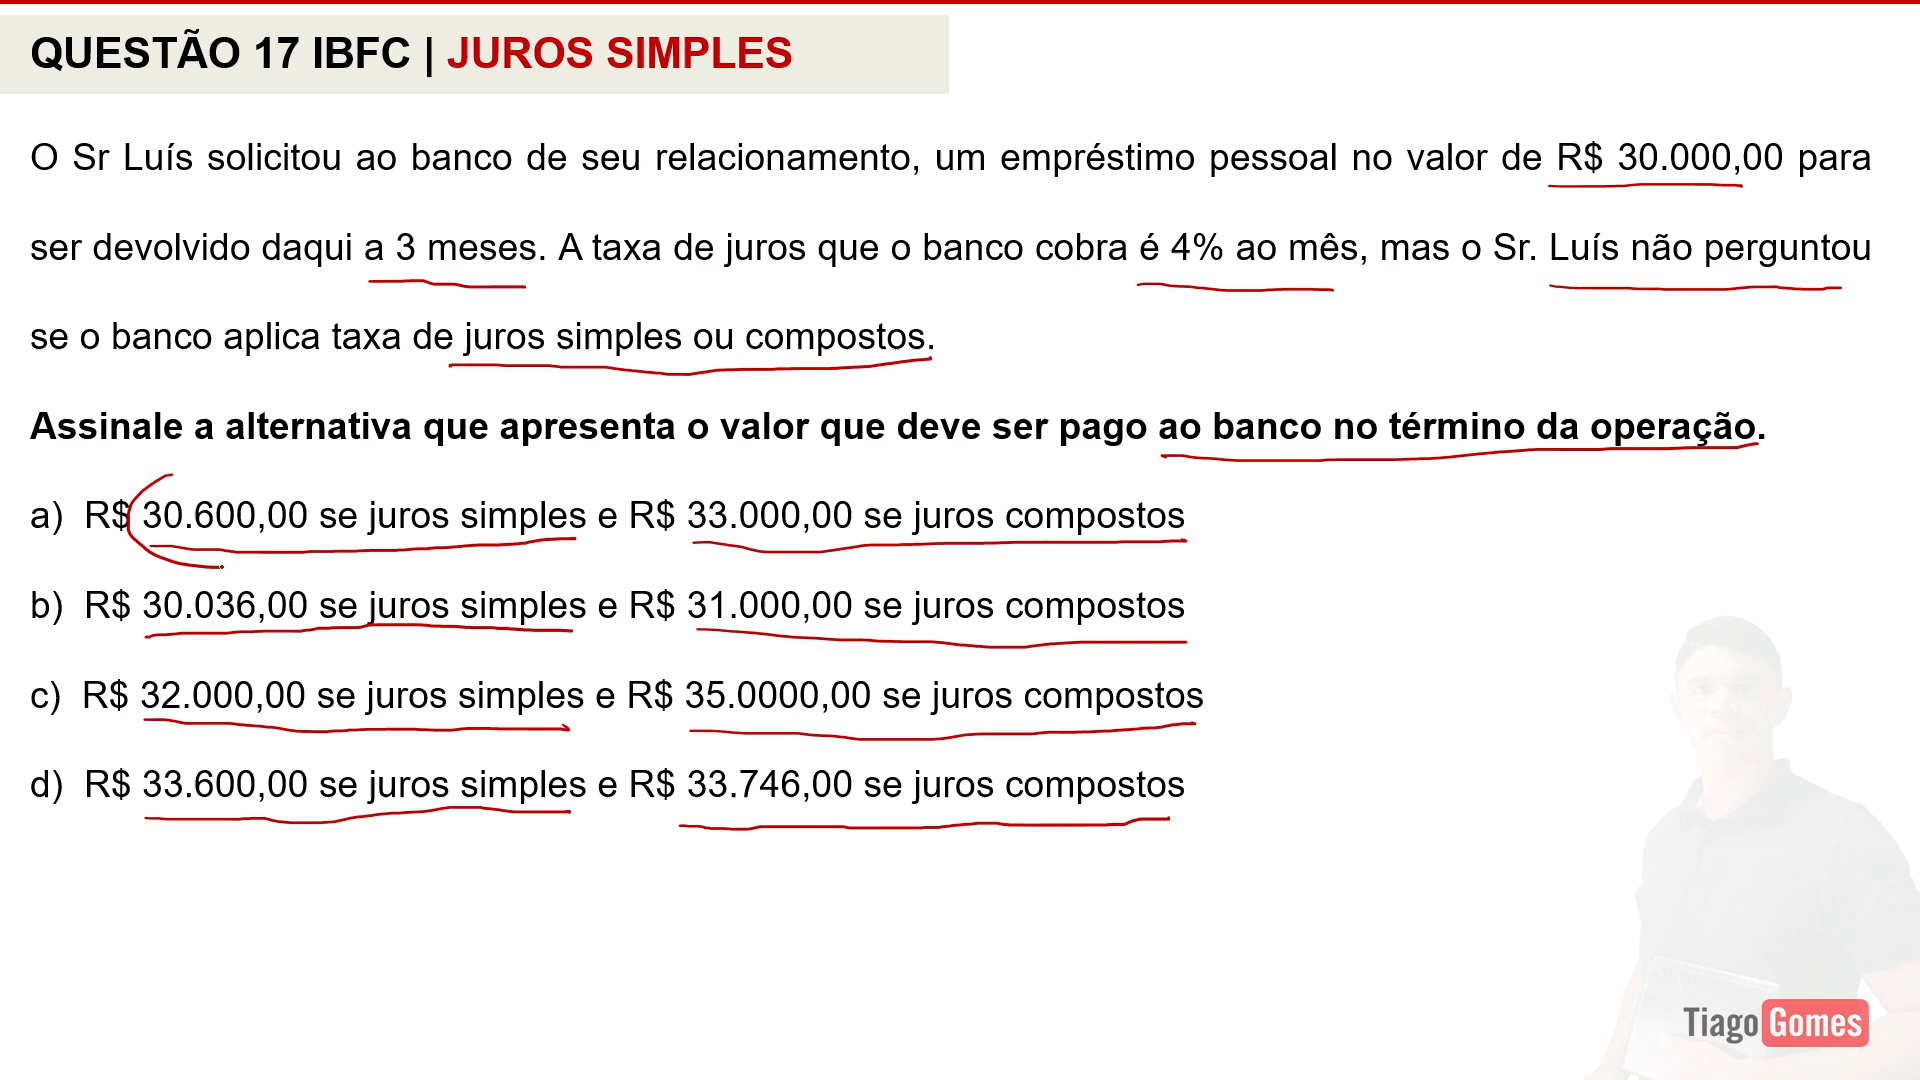 QUESTÃO 17 IBFC | JUROS SIMPLES
O Sr Luís solicitou ao banco de seu relacionamento, um empréstimo pessoal no valor de R$ 30.000,00 para
ser devolvido daqui a 3 meses. A taxa de juros que o banco cobra é 4% ao mês, mas o Sr. Luís não perguntou
se o banco aplica taxa de juros simples ou compostos.
Assinale a alternativa que apresenta o valor que deve ser pago ao banco no término da operação.
a) R$ 30.600,00 se juros simples e R$ 33.000,00 se juros compostos
b) R$ 30.036,00 se juros simples e R$ 31.000,00 se juros compostos
c) R$ 32.000,00 se juros simples e R$ 35.0000,00 se juros compostos
d) R$ 33.600,00 se juros simples e R$ 33.746,00 se juros compostos
Tiago Gomes